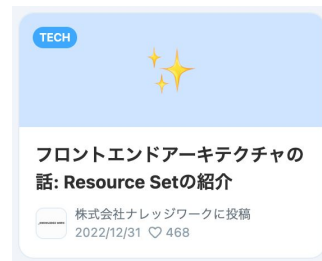 TECH
フロントエンドアーキテクチャの
話: Resource Setの紹介
株式会社ナレッジワークに投稿
2022/12/31 468